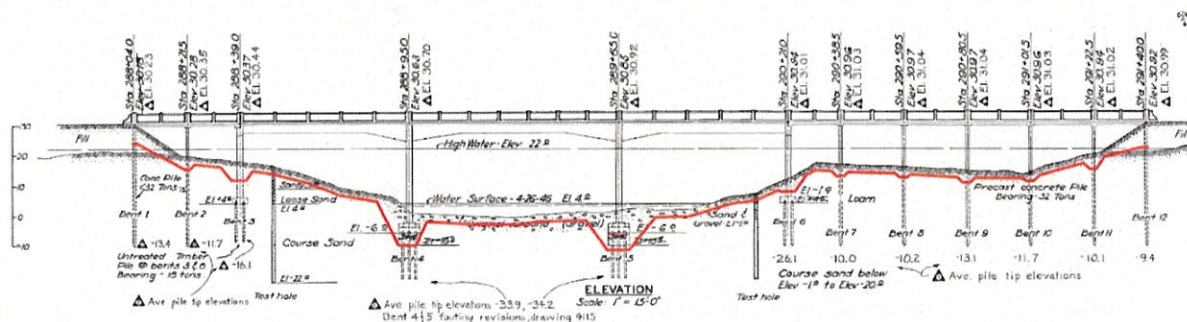 Sta. 288+04.0
El. 30.23
Sta. 288+21.5
Elev. 30.28
El. 30.35
Sta. 288+39.0
Elev. 30.37
El. 30.44
Sta. 288+93.0
Elev. 30.63
El. 30.70
Sta. 289+65.0
Elev. 30.85
El. 30.92
Sta. 290+21.0
Elev. 30.94
El. 31.01
Sta. 290+38.5
Elev. 30.96
El. 31.03
Sta. 290+59.5
Elev. 30.97
El. 31.04
Sta. 290+80.5
Elev. 30.97
El. 31.04
Sta. 291+01.5
Elev. 30.96
El. 31.03
Sta. 291+22.5
Elev. 30.94
El. 31.02
Sta. 291+40.0
Elev. 30.92
El. 30.99
30
20
10
0
-10
Fill
Fill
High Water - Elev 22.0
Conc Pile
32 Tons
El +4
Loose Sand
El 4.0
Water Surface - 4-26-46 El. 4.0
Original Ground (Gravel)
El. -6.0
El. -6.0
Sand &
Gravel
El -1.9
Loam
Precast concrete Pile
Bearing - 32 Tons
Bent 1
Bent 2
Bent 3
Bent 4
Bent 5
Bent 6
Bent 7
Bent 8
Bent 9
Bent 10
Bent 11
Bent 12
Course Sand
-13.4
-11.7
-16.1
-26.1
-10.0
-10.2
-13.1
-11.7
-10.1
-9.4
Untreated Timber
Pile @ bents 3 & 6
Bearing - 15 tons
El -22.0
Ave. pile tip elevations
Test hole
Ave. pile tip elevations -33.9, -34.2
Bent 4 & 5 footing revisions, drawing 9115
ELEVATION
Scale: 1" = 15'-0"
Test hole
Course sand below
Elev -1.0 to Elev -20.0
Ave. pile tip elevations